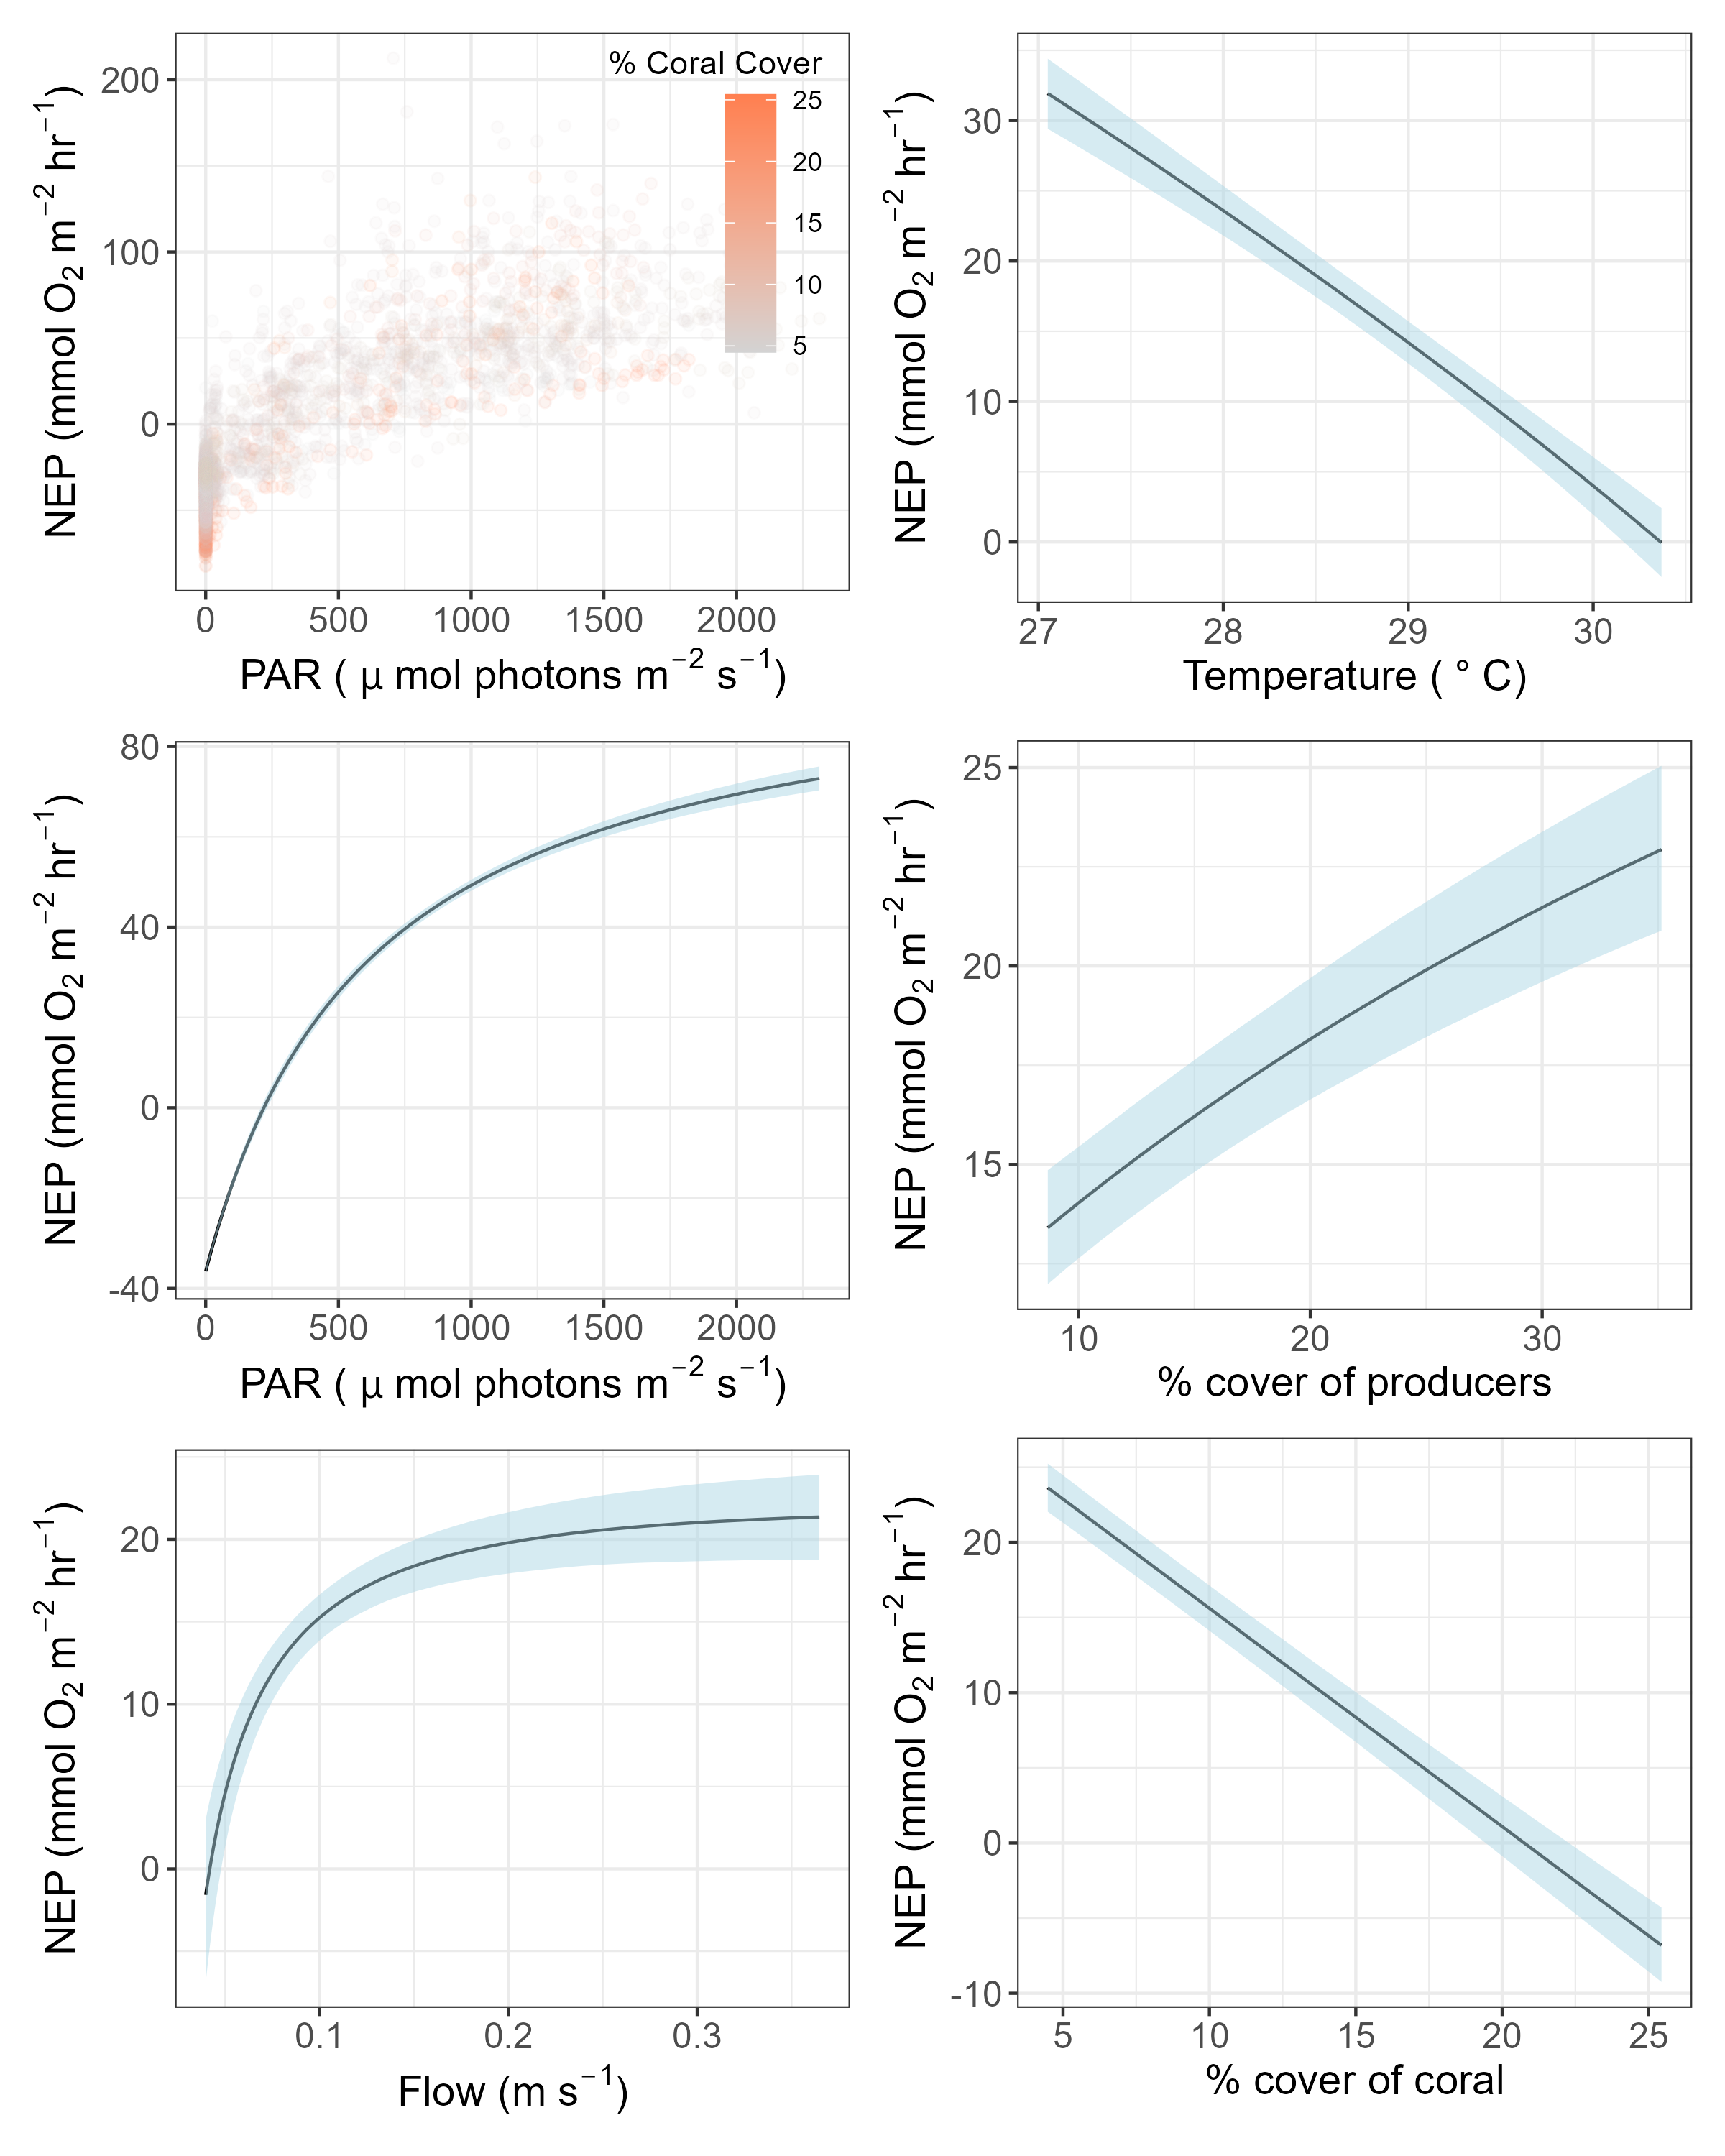 NEP (mmol O₂ m⁻² hr⁻¹)
200
100
0
% Coral Cover
25
20
15
10
5
0 500 1000 1500 2000
PAR ( µ mol photons m⁻² s⁻¹)
NEP (mmol O₂ m⁻² hr⁻¹)
30
20
10
0
27 28 29 30
Temperature ( ° C)
NEP (mmol O₂ m⁻² hr⁻¹)
80
40
0
-40
0 500 1000 1500 2000
PAR ( µ mol photons m⁻² s⁻¹)
NEP (mmol O₂ m⁻² hr⁻¹)
25
20
15
10 20 30
% cover of producers
NEP (mmol O₂ m⁻² hr⁻¹)
20
10
0
0.1 0.2 0.3
Flow (m s⁻¹)
NEP (mmol O₂ m⁻² hr⁻¹)
20
10
0
-10
5 10 15 20 25
% cover of coral